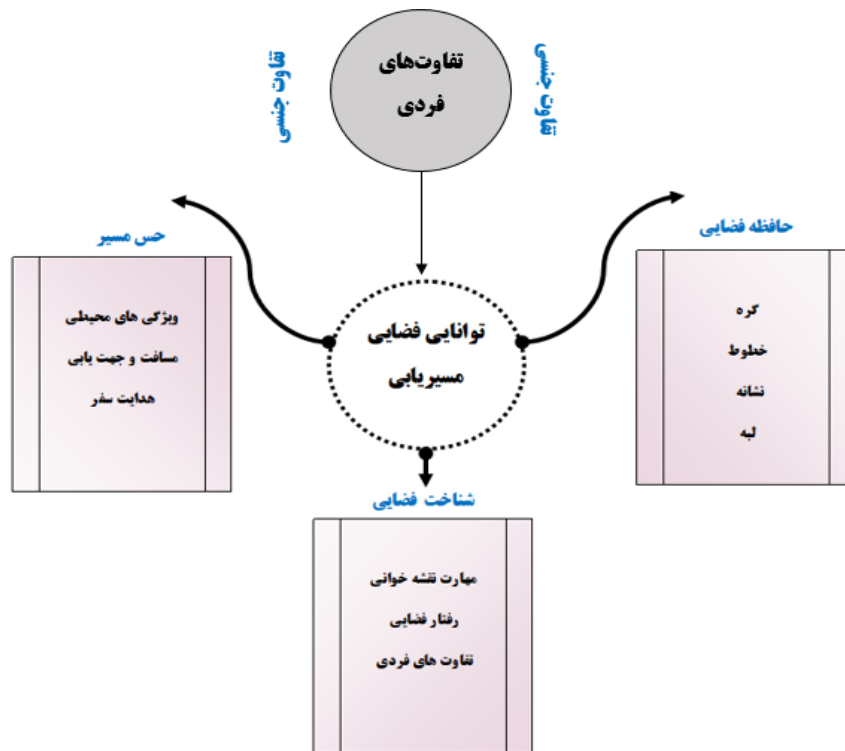 تفاوت‌های
فردی
تفاوت جنسی
تفاوت جنسی
حافظه فضایی
گره
خطوط
نشانه
لبه
توانایی فضایی
مسیریابی
حس مسیر
ویژگی های محیطی
مسافت و جهت یابی
هدایت سفر
شناخت فضایی
مهارت نقشه خوانی
رفتار فضایی
تفاوت های فردی